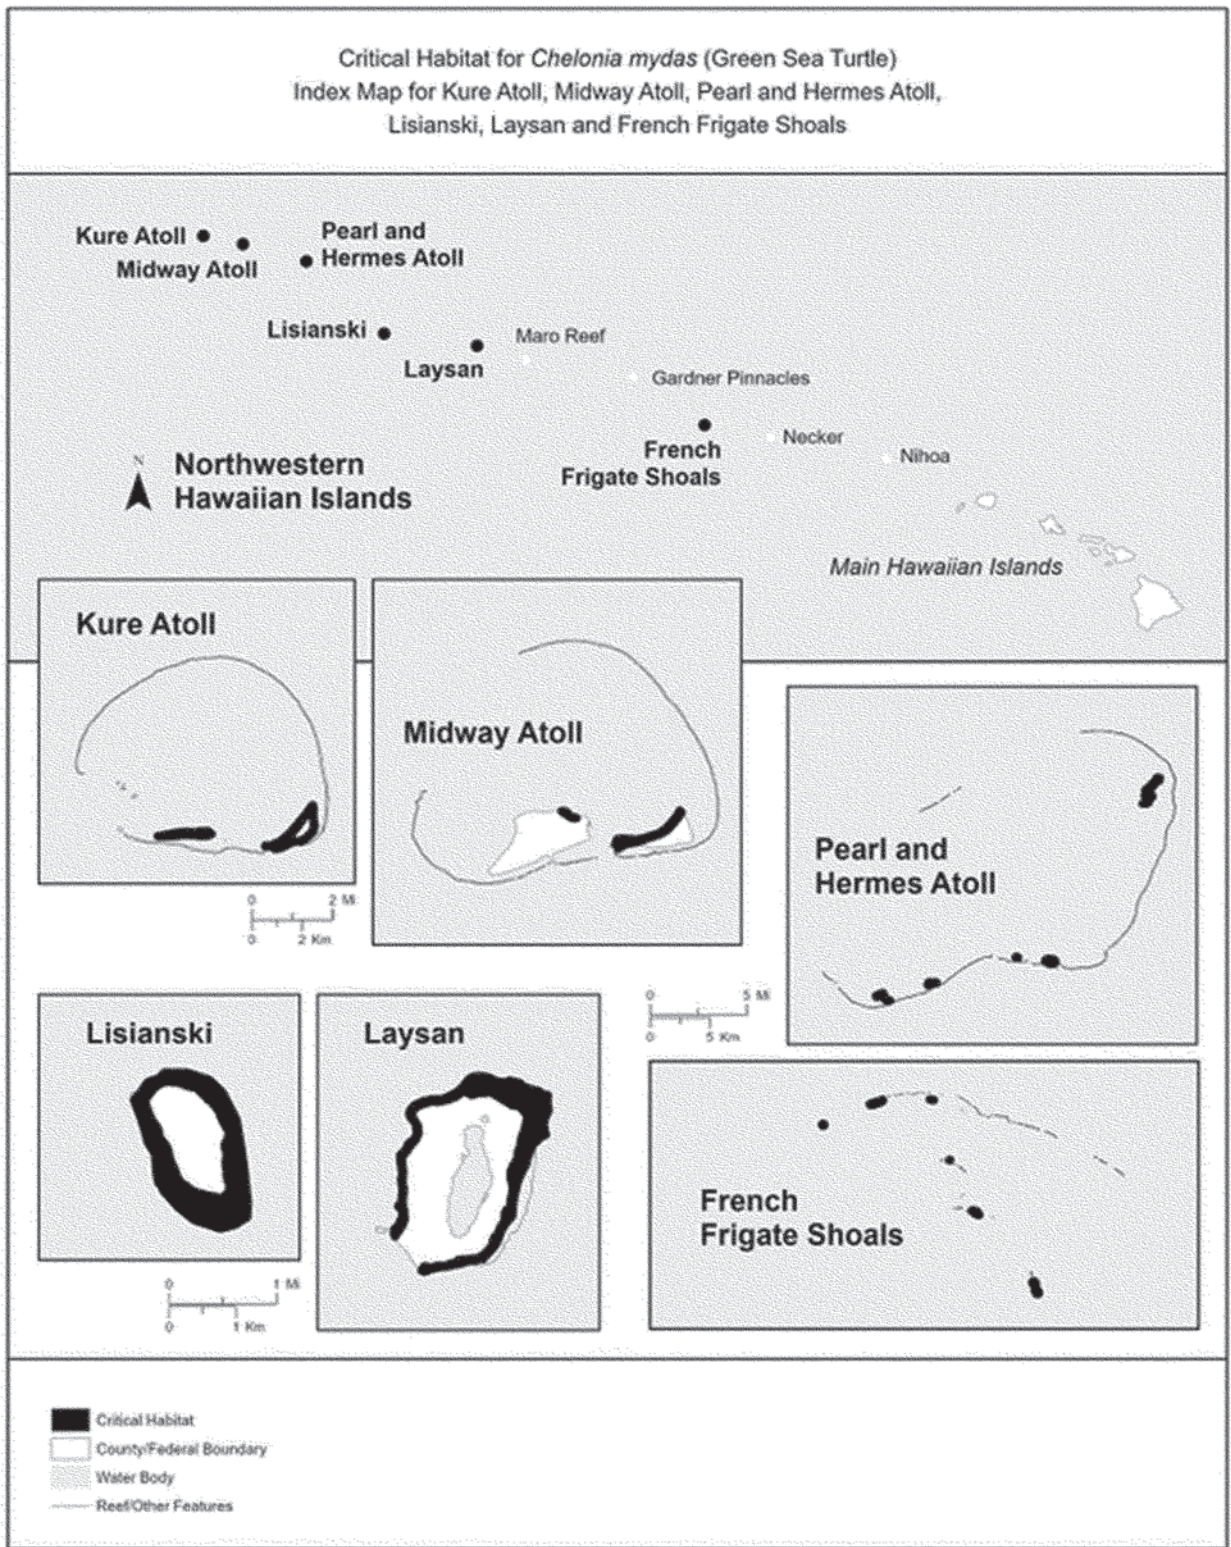 Critical Habitat for Chelonia mydas (Green Sea Turtle)
Index Map for Kure Atoll, Midway Atoll, Pearl and Hermes Atoll,
Lisianski, Laysan and French Frigate Shoals
Kure Atoll
Midway Atoll
Pearl and
Hermes Atoll
Lisianski
Laysan
Maro Reef
Gardner Pinnacles
French
Frigate Shoals
Necker
Nihoa
N
Northwestern
Hawaiian Islands
Main Hawaiian Islands
Kure Atoll
Midway Atoll
Pearl and
Hermes Atoll
0 2 Mi
0 2 Km
Lisianski
Laysan
0 5 Mi
0 5 Km
French
Frigate Shoals
0 1 Mi
0 1 Km
Critical Habitat
County/Federal Boundary
Water Body
Reef/Other Features